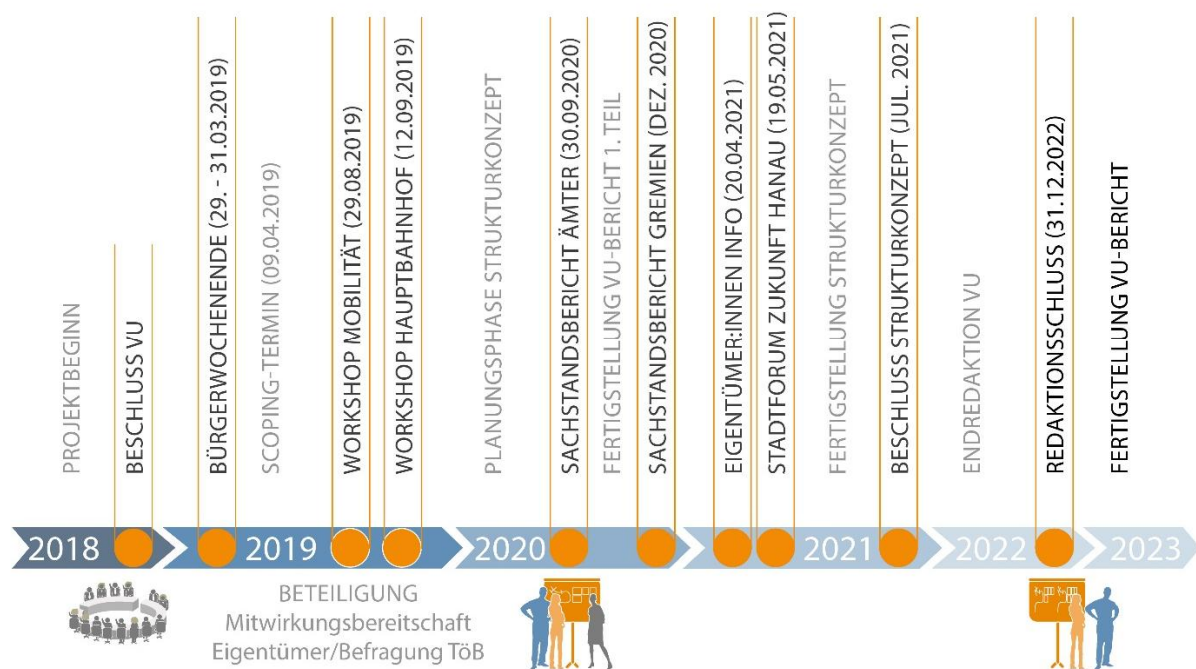 PROJEKTBEGINN
BESCHLUSS VU
BÜRGERWOCHENENDE (29. - 31.03.2019)
SCOPING-TERMIN (09.04.2019)
WORKSHOP MOBILITÄT (29.08.2019)
WORKSHOP HAUPTBAHNHOF (12.09.2019)
PLANUNGSPHASE STRUKTURKONZEPT
SACHSTANDSBERICHT ÄMTER (30.09.2020)
FERTIGSTELLUNG VU-BERICHT 1. TEIL
SACHSTANDSBERICHT GREMIEN (DEZ. 2020)
EIGENTÜMER:INNEN INFO (20.04.2021)
STADTFORUM ZUKUNFT HANAU (19.05.2021)
FERTIGSTELLUNG STRUKTURKONZEPT
BESCHLUSS STRUKTURKONZEPT (JUL. 2021)
ENDREDAKTION VU
REDAKTIONSSCHLUSS (31.12.2022)
FERTIGSTELLUNG VU-BERICHT
2018
2019
2020
2021
2022
2023
BETEILIGUNG
Mitwirkungsbereitschaft
Eigentümer/Befragung TöB